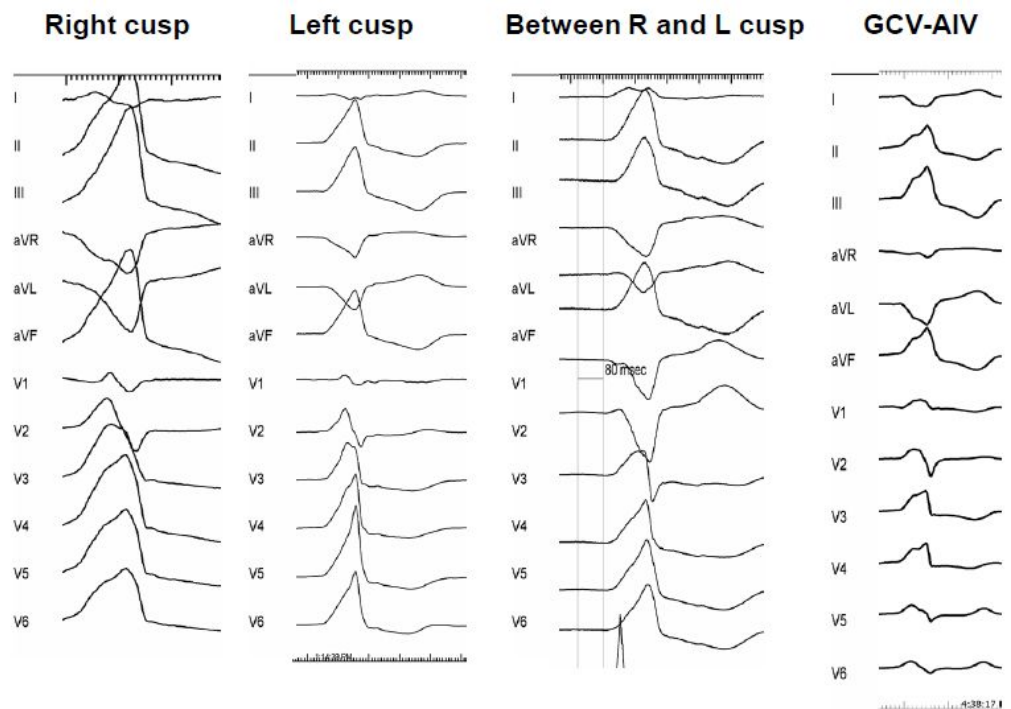 Right cusp
I
II
III
aVR
aVL
aVF
V1
V2
V3
V4
V5
V6
Left cusp
I
II
III
aVR
aVL
aVF
V1
V2
V3
V4
V5
V6
Between R and L cusp
I
II
III
aVR
aVL
aVF
80 msec
V1
V2
V3
V4
V5
V6
GCV-AIV
I
II
III
aVR
aVL
aVF
V1
V2
V3
V4
V5
V6
4:38:17